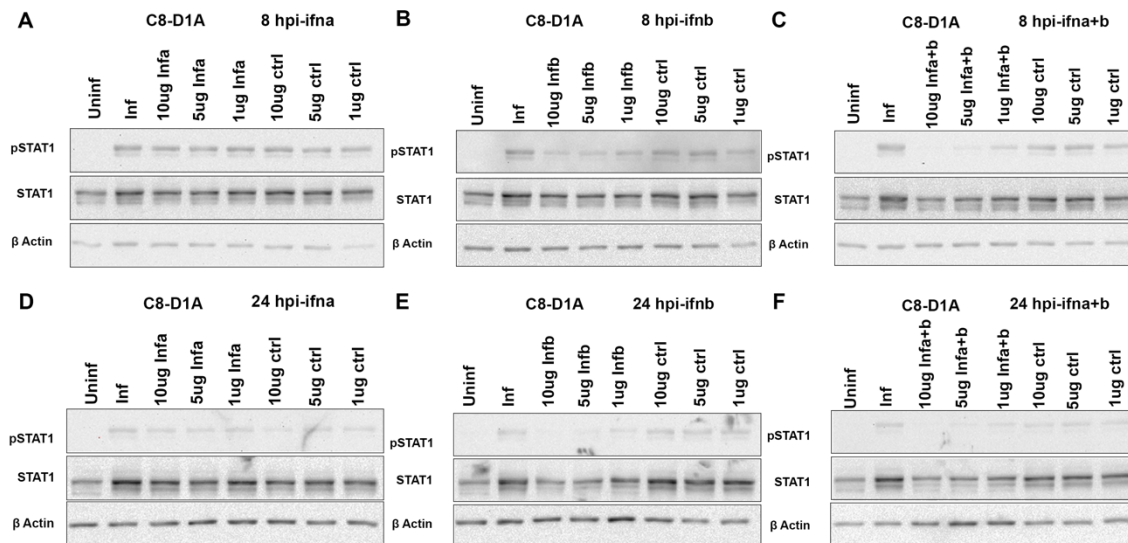 A C8-D1A 8 hpi-ifna
Uninf Inf 10ug Infa 5ug Infa 1ug Infa 10ug ctrl 5ug ctrl 1ug ctrl
pSTAT1
STAT1
β Actin
B C8-D1A 8 hpi-ifnb
Uninf Inf 10ug Infb 5ug Infb 1ug Infb 10ug ctrl 5ug ctrl 1ug ctrl
pSTAT1
STAT1
β Actin
C C8-D1A 8 hpi-ifna+b
Uninf Inf 10ug Infa+b 5ug Infa+b 1ug Infa+b 10ug ctrl 5ug ctrl 1ug ctrl
pSTAT1
STAT1
β Actin
D C8-D1A 24 hpi-ifna
Uninf Inf 10ug Infa 5ug Infa 1ug Infa 10ug ctrl 5ug ctrl 1ug ctrl
pSTAT1
STAT1
β Actin
E C8-D1A 24 hpi-ifnb
Uninf Inf 10ug Infb 5ug Infb 1ug Infb 10ug ctrl 5ug ctrl 1ug ctrl
pSTAT1
STAT1
β Actin
F C8-D1A 24 hpi-ifna+b
Uninf Inf 10ug Infa+b 5ug Infa+b 1ug Infa+b 10ug ctrl 5ug ctrl 1ug ctrl
pSTAT1
STAT1
β Actin